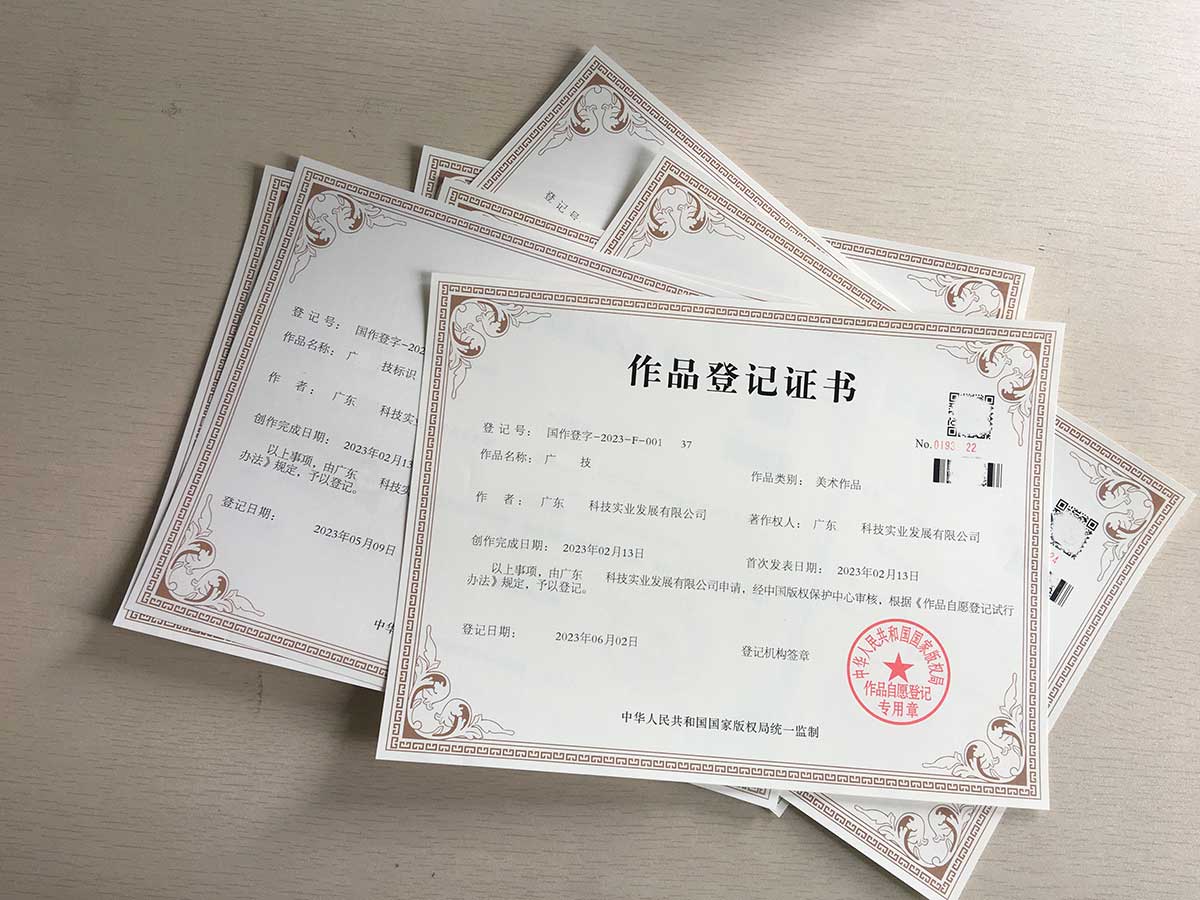 作品登记证书
No.0193 22
登 记 号： 国作登字-2023-F-001 37
作品名称： 广 技
作品类别： 美术作品
作 者： 广东 科技实业发展有限公司
著作权人： 广东 科技实业发展有限公司
创作完成日期： 2023年02月13日
首次发表日期： 2023年02月13日
以上事项，由广东 科技实业发展有限公司申请，经中国版权保护中心审核，根据《作品自愿登记试行
办法》规定，予以登记。
登记日期： 2023年06月02日
登记机构签章
中华人民共和国国家版权局
作品自愿登记
专用章
中华人民共和国国家版权局统一监制
登 记 号： 国作登字-202
作品名称： 广 技标识
作 者： 广东 科技实
创作完成日期： 2023年02月13
以上事项，由广东 科技实
办法》规定，予以登记。
登记日期：
2023年05月09日
中
登记号
24